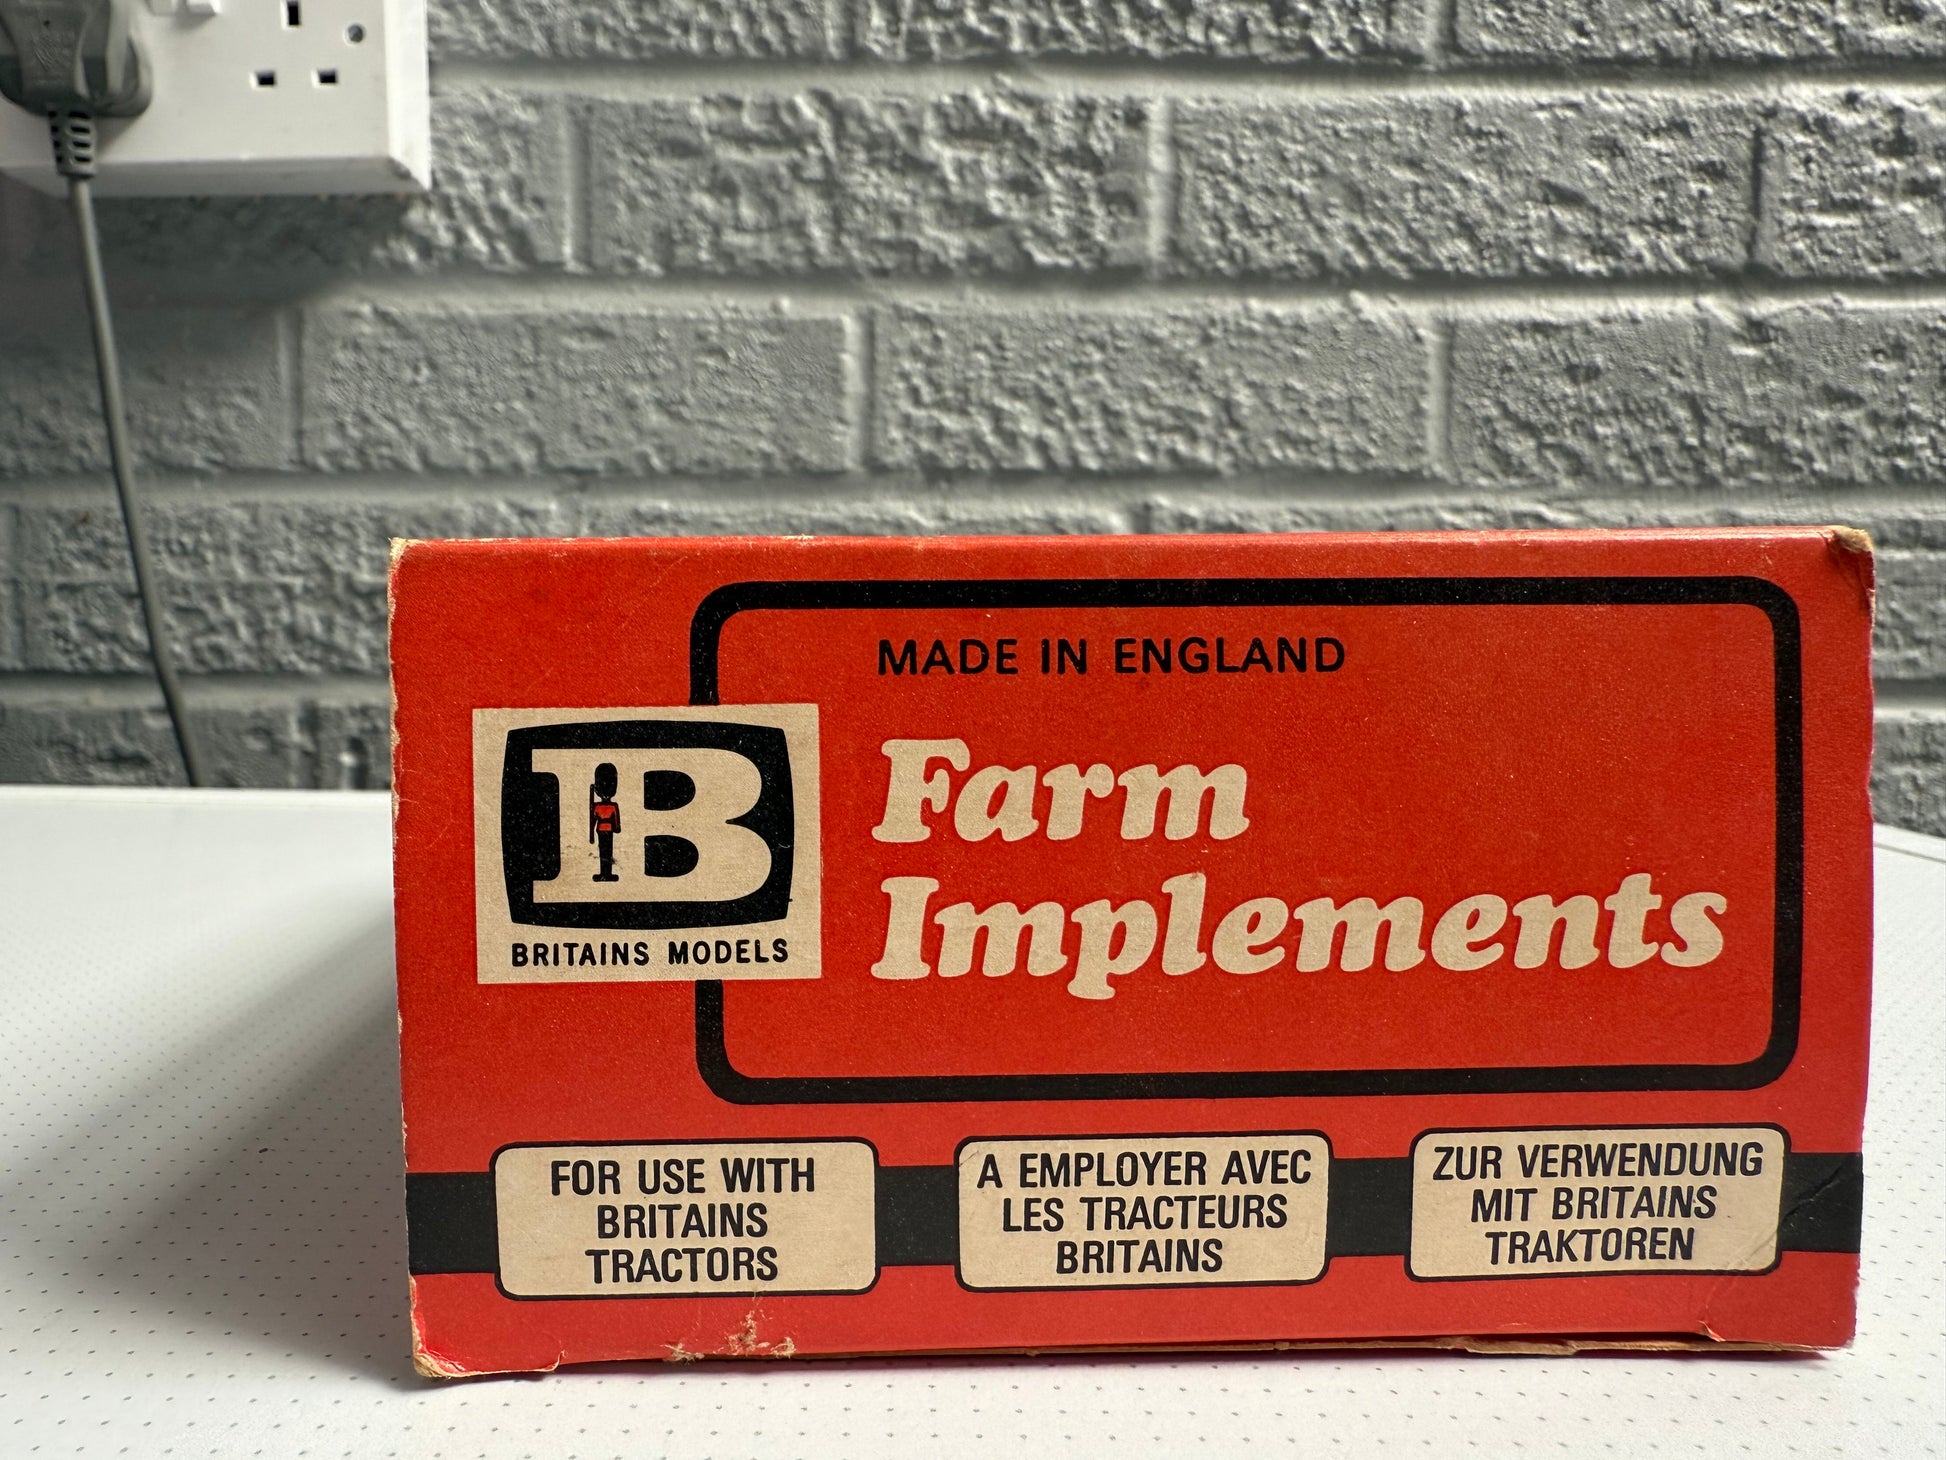 MADE IN ENGLAND
Farm
Implements
B
BRITAINS MODELS
FOR USE WITH
BRITAINS
TRACTORS
A EMPLOYER AVEC
LES TRACTEURS
BRITAINS
ZUR VERWENDUNG
MIT BRITAINS
TRAKTOREN